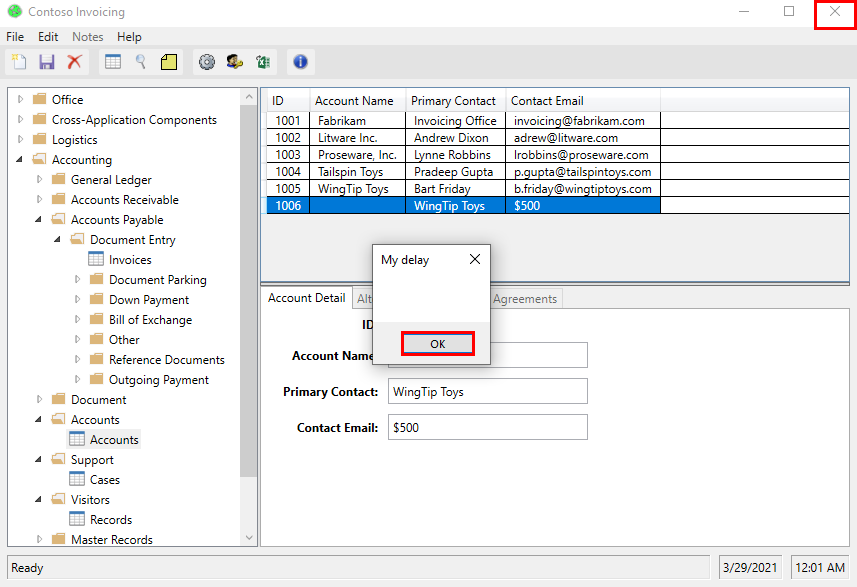 Contoso Invoicing
File Edit Notes Help
Office
Cross-Application Components
Logistics
Accounting
General Ledger
Accounts Receivable
Accounts Payable
Document Entry
Invoices
Document Parking
Down Payment
Bill of Exchange
Other
Reference Documents
Outgoing Payment
Document
Accounts
Accounts
Support
Cases
Visitors
Records
Master Records
ID Account Name Primary Contact Contact Email
1001 Fabrikam Invoicing Office invoicing@fabrikam.com
1002 Litware Inc. Andrew Dixon adrew@litware.com
1003 Proseware, Inc. Lynne Robbins lrobbins@proseware.com
1004 Tailspin Toys Pradeep Gupta p.gupta@tailspintoys.com
1005 WingTip Toys Bart Friday b.friday@wingtiptoys.com
1006 WingTip Toys $500
My delay
OK
Account Detail Alt Agreements
ID
Account Name
Primary Contact: WingTip Toys
Contact Email: $500
Ready 3/29/2021 12:01 AM